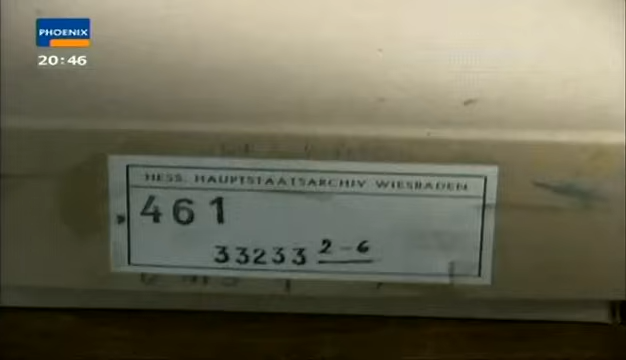 PHOENIX
20:46
HESS. HAUPTSTAATSARCHIV WIESBADEN
461
33233 2-6